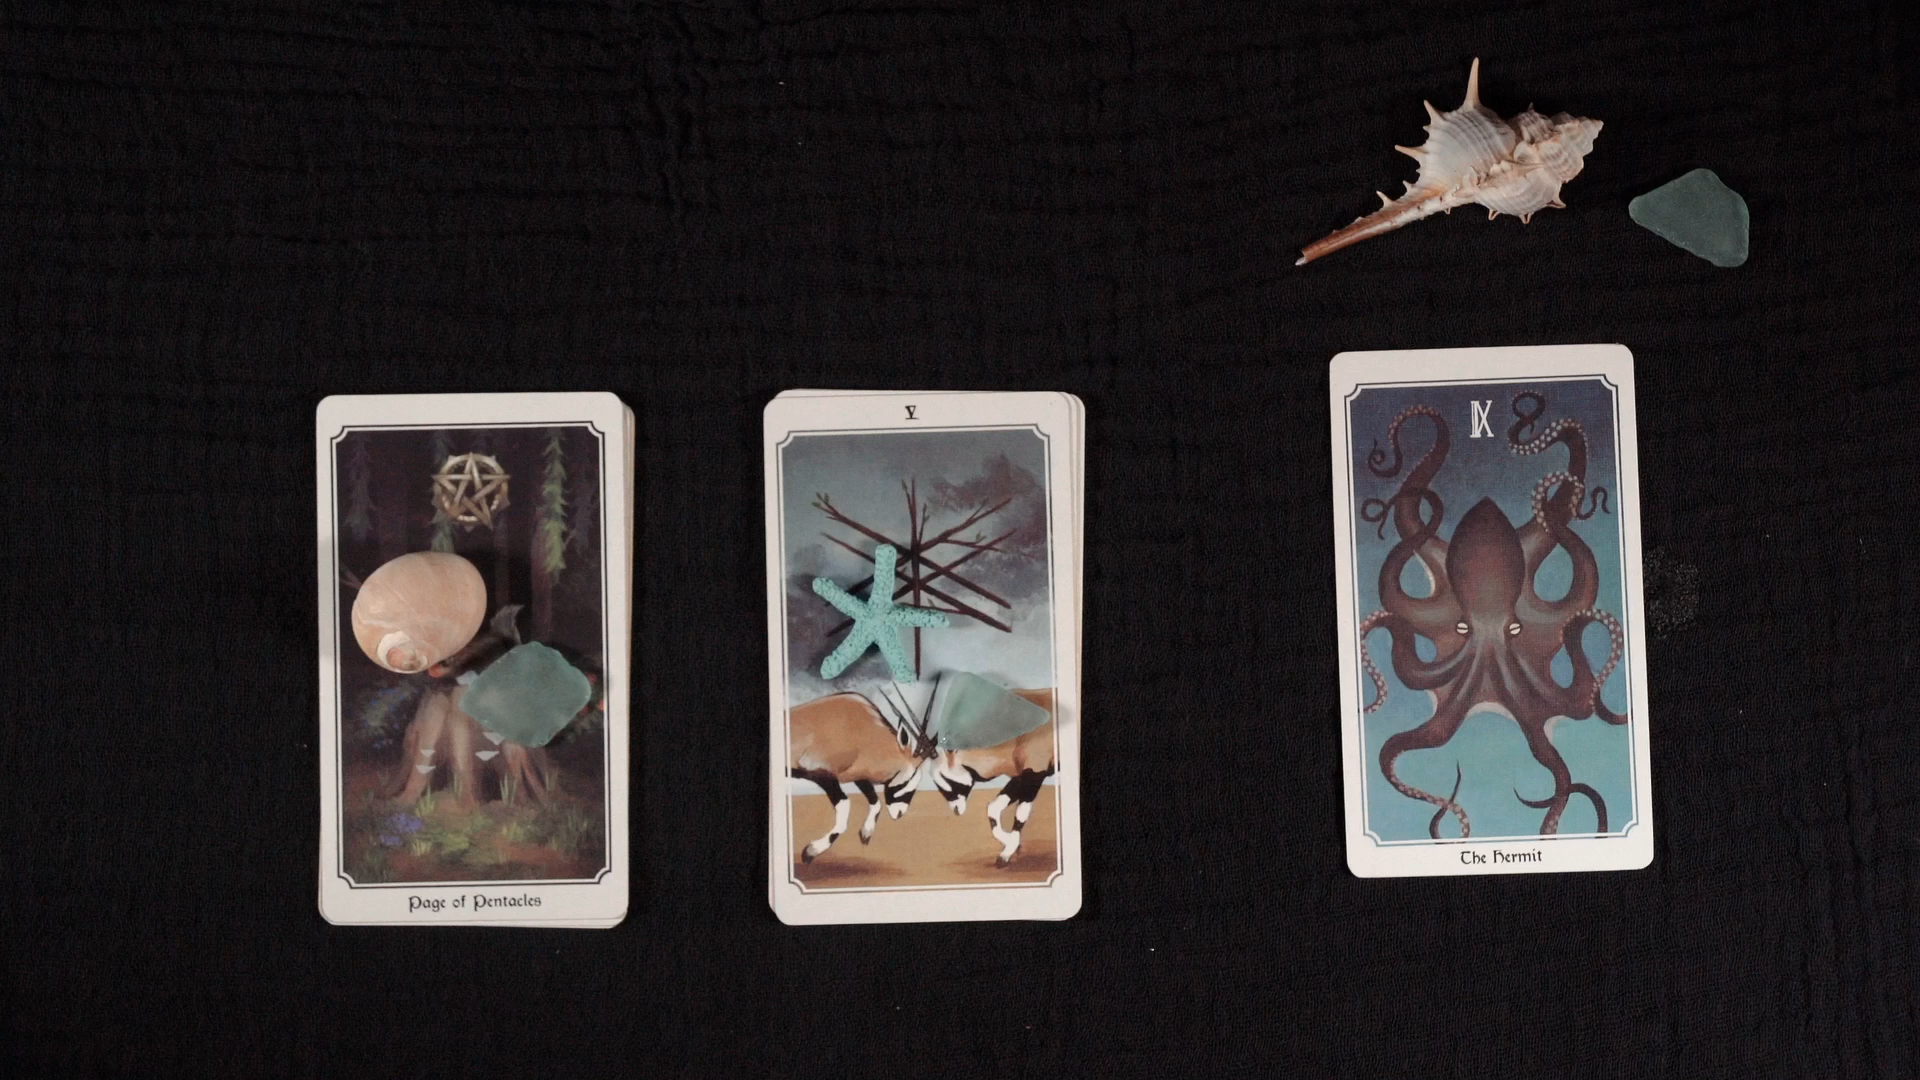 Page of Pentacles
V
IX
The Hermit